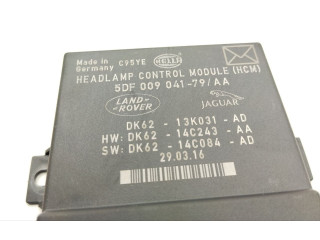 Made in Germany C95YE HELLA
HEADLAMP CONTROL MODULE (HCM)
5DF 009 041-79/AA
LAND-ROVER JAGUAR
DK62 - 13K031 - AD
HW: DK62 - 14C243 - AA
SW: DK62 - 14C084 - AD
29.03.16